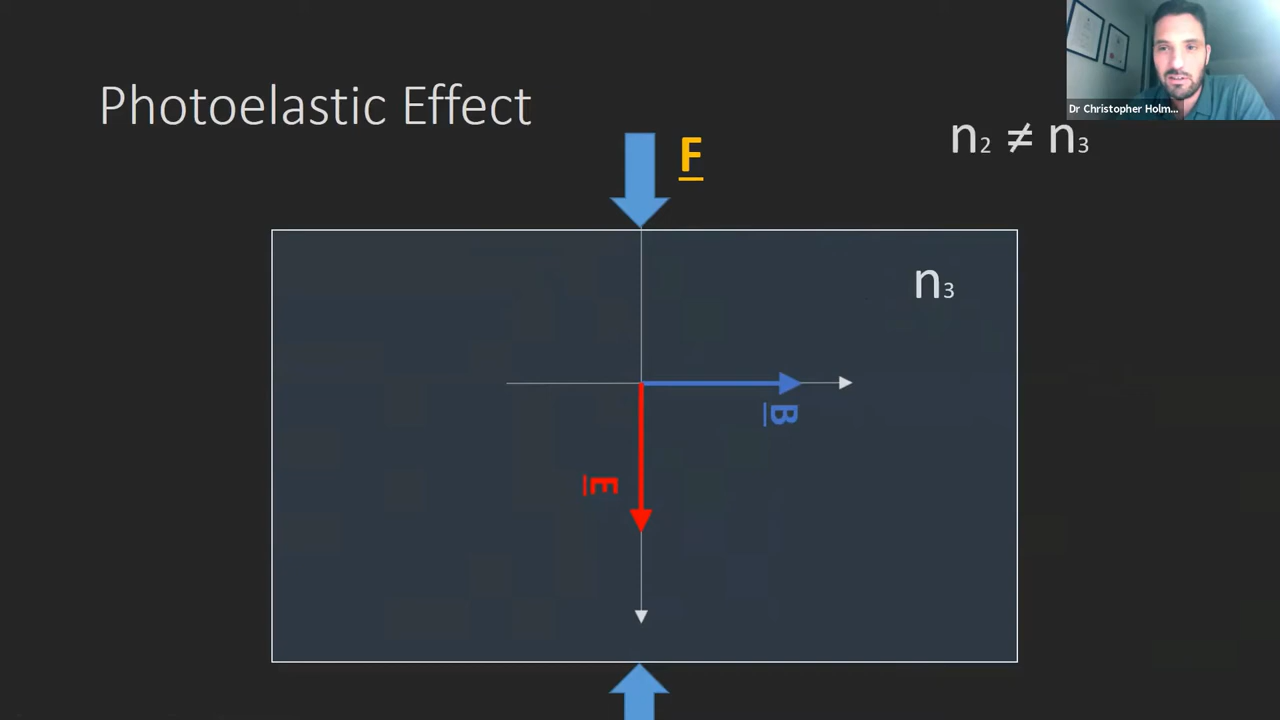 Photoelastic Effect
Dr Christopher Holm...
F
n₂ ≠ n₃
n₃
B
E